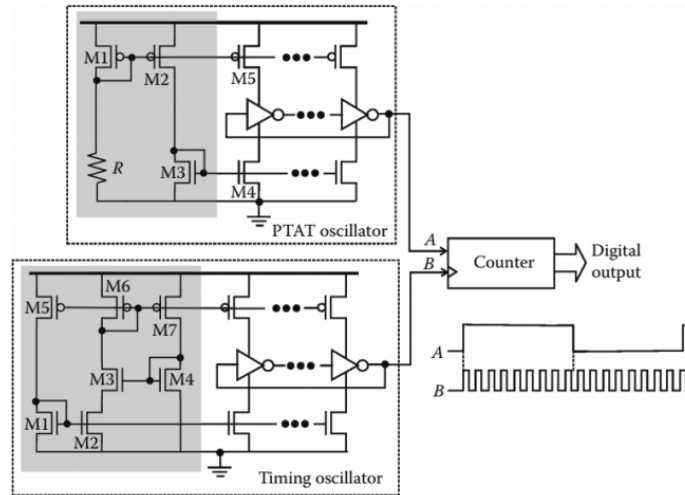 M1
M2
M5
R
M3
M4
PTAT oscillator
A
B
Counter
Digital
output
M6
M5
M7
M3
M4
M1
M2
Timing oscillator
A
B